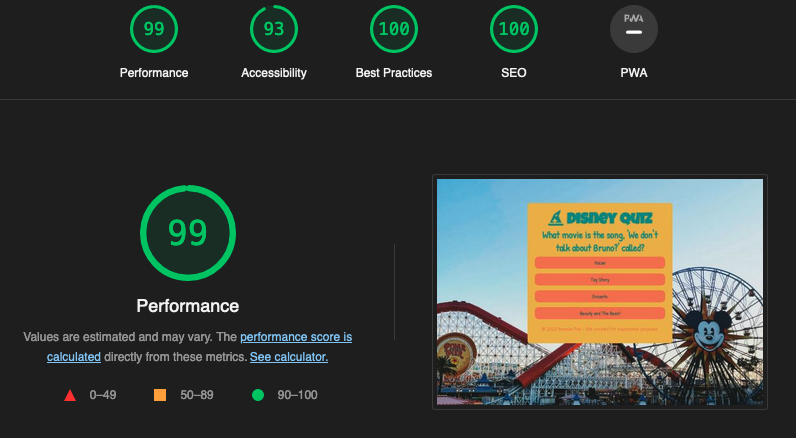 99
93
100
100
PWA
Performance
Accessibility
Best Practices
SEO
PWA
99
Performance
Values are estimated and may vary. The performance score is
calculated directly from these metrics. See calculator.
0–49
50–89
90–100
Disney Quiz
What movie is the song, 'We don't
talk about Bruno?' called?
Toy Story
Encanto
Beauty and The Beast